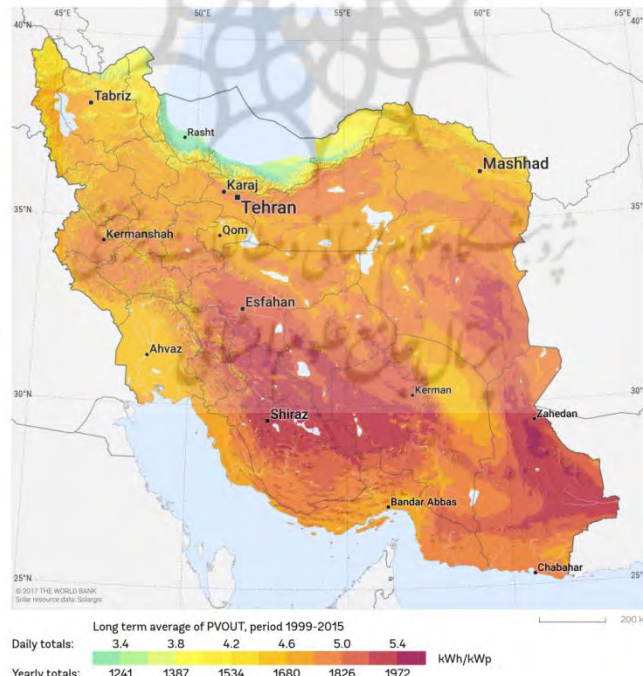 45°E 50°E 55°E 60°E
40°N 40°N
Tabriz
Rasht
Mashhad
Karaj
Tehran
35°N 35°N
Kermanshah
Qom
Esfahan
Ahvaz
30°N 30°N
Kerman
Shiraz
Zahedan
Bandar Abbas
Chabahar
25°N 25°N
© 2017 THE WORLD BANK
Solar resource data: Solargis
200 k
Long term average of PVOUT, period 1999-2015
Daily totals: 3.4 3.8 4.2 4.6 5.0 5.4
kWh/kWp
Yearly totals: 1241 1387 1534 1680 1826 1972